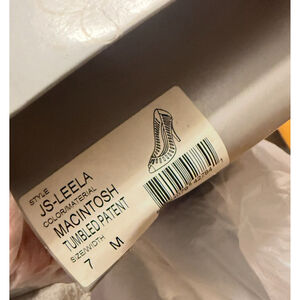 STYLE
JS-LEELA
COLOR/MATERIAL
MACINTOSH
TUMBLED PATENT
SIZE/WIDTH
7 M